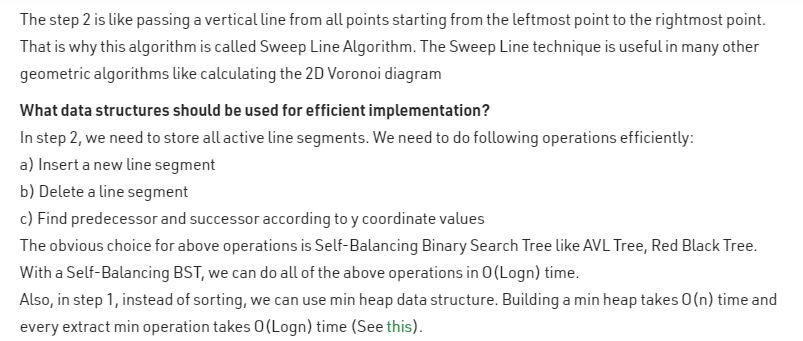 The step 2 is like passing a vertical line from all points starting from the leftmost point to the rightmost point.
That is why this algorithm is called Sweep Line Algorithm. The Sweep Line technique is useful in many other
geometric algorithms like calculating the 2D Voronoi diagram
What data structures should be used for efficient implementation?
In step 2, we need to store all active line segments. We need to do following operations efficiently:
a) Insert a new line segment
b) Delete a line segment
c) Find predecessor and successor according to y coordinate values
The obvious choice for above operations is Self-Balancing Binary Search Tree like AVL Tree, Red Black Tree.
With a Self-Balancing BST, we can do all of the above operations in O(Logn) time.
Also, in step 1, instead of sorting, we can use min heap data structure. Building a min heap takes O(n) time and
every extract min operation takes O(Logn) time (See this).